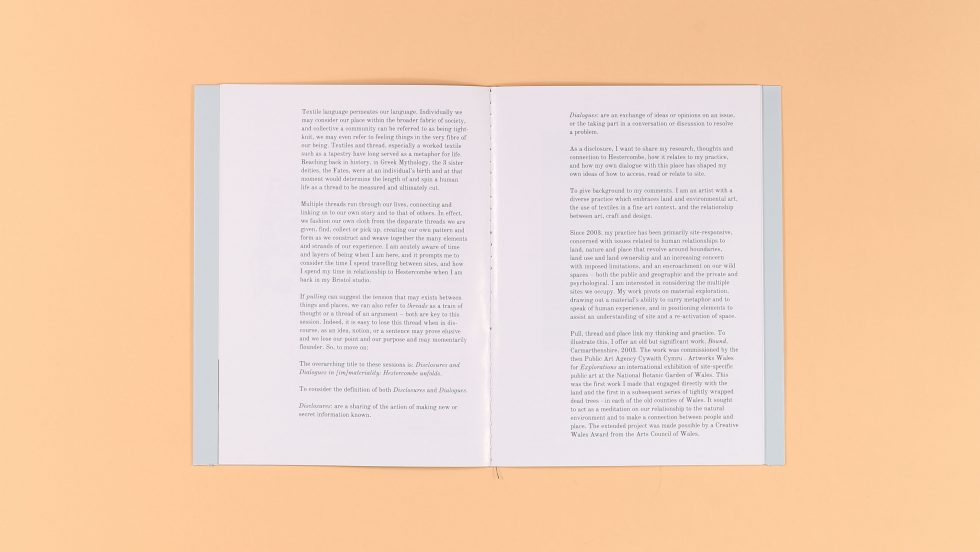 Textile language permeates our language. Individually we
may consider our place within the broader fabric of society,
and collective a community can be referred to as being tight-
knit, we may even refer to feeling things in the very fibre of
our being. Textiles and thread, especially a worked textile
such as a tapestry have long served as a metaphor for life.
Reaching back in history, in Greek Mythology, the 3 sister
deities, the Fates, were at an individual's birth and at that
moment would determine the length of and spin a human
life as a thread to be measured and ultimately cut.
Multiple threads run through our lives, connecting and
linking us to our own story and to that of others. In effect,
we fashion our own cloth from the disparate threads we are
given, find, collect or pick up, creating our own pattern and
form as we construct and weave together the many elements
and strands of our experience. I am acutely aware of time
and layers of being when I am here, and it prompts me to
consider the time I spend travelling between sites, and how
I spend my time in relationship to Hestercombe when I am
back in my Bristol studio.
If pulling can suggest the tension that may exists between
things and places, we can also refer to threads as a train of
thought or a thread of an argument – both are key to this
session. Indeed, it is easy to lose this thread when in dis-
course, as an idea, notion, or a sentence may prove elusive
and we lose our point and our purpose and may momentarily
flounder. So, to move on;
The overarching title to these sessions is: Disclosures and
Dialogues in [im]materiality: Hestercombe unfolds.
To consider the definition of both Disclosures and Dialogues.
Disclosures: are a sharing of the action of making new or
secret information known.
Dialogues: are an exchange of ideas or opinions on an issue,
or the taking part in a conversation or discussion to resolve
a problem.
As a disclosure, I want to share my research, thoughts and
connection to Hestercombe, how it relates to my practice,
and how my own dialogue with this place has shaped my
own ideas of how to access, read or relate to site.
To give background to my comments. I am an artist with a
diverse practice which embraces land and environmental art,
the use of textiles in a fine art context, and the relationship
between art, craft and design.
Since 2003, my practice has been primarily site-responsive,
concerned with issues related to human relationships to
land, nature and place that revolve around boundaries,
land use and land ownership and an increasing concern
with imposed limitations, and an encroachment on our wild
spaces – both the public and geographic and the private and
psychological. I am interested in considering the multiple
sites we occupy. My work pivots on material exploration,
drawing out a material's ability to carry metaphor and to
speak of human experience, and in positioning elements to
assist an understanding of site and a re-activation of space.
Pull, thread and place link my thinking and practice. To
illustrate this, I offer an old but significant work, Bound,
Carmarthenshire, 2003. The work was commissioned by the
then Public Art Agency Cywaith Cymru . Artworks Wales
for Explorations an international exhibition of site-specific
public art at the National Botanic Garden of Wales. This
was the first work I made that engaged directly with the
land and the first in a subsequent series of tightly wrapped
dead trees – in each of the old counties of Wales. It sought
to act as a meditation on our relationship to the natural
environment and to make a connection between people and
place. The extended project was made possible by a Creative
Wales Award from the Arts Council of Wales.